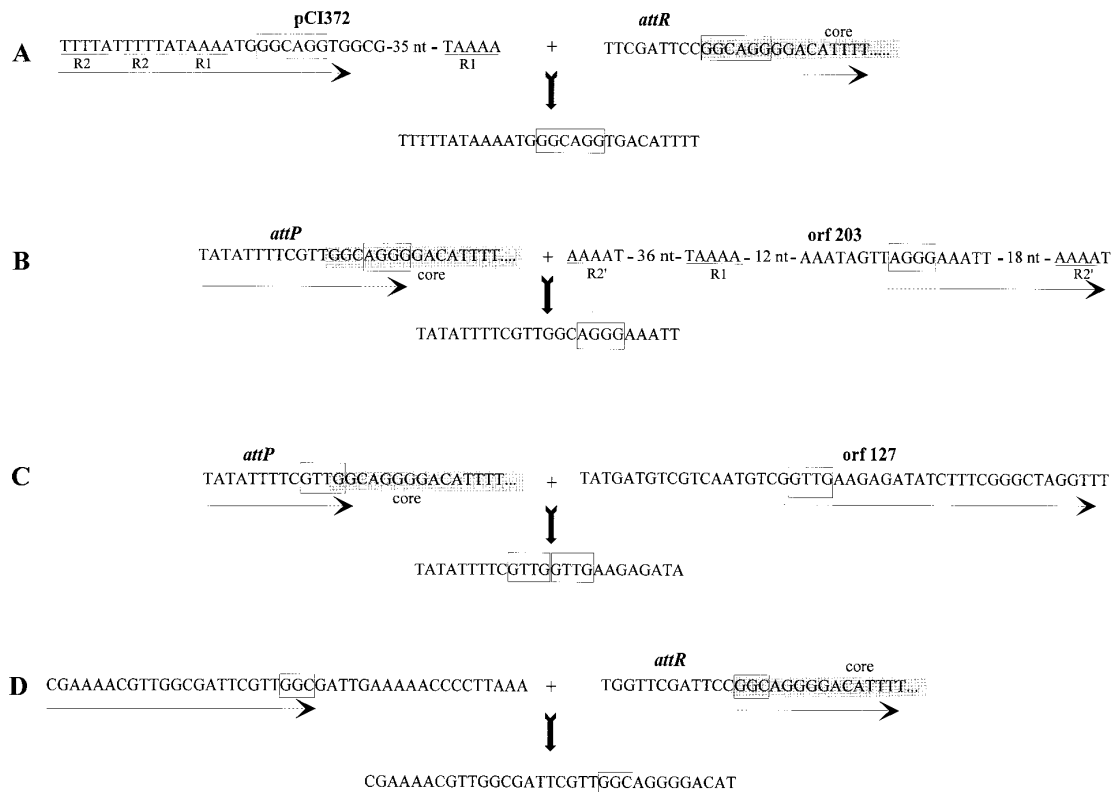 pCI372
attR
A
TTTTATTTTTATAAAATGGGCAGGTGGCG-35 nt - TAAAA
+
TTCGATTCCGGCAGGGGACATTTT.....
core
R2 R2 R1 R1
TTTTTATAAAATGGGCAGGTGACATTTT
attP
orf 203
B
TATATTTTCGTTGGCAGGGGACATTTT....
+
AAAAT - 36 nt- TAAAA - 12 nt- AAATAGTTAGGGAAATT - 18 nt - AAAAT
core
R2' R1 R2'
TATATTTTCGTTGGCAGGGAAATT
attP
orf 127
C
TATATTTTCGTTGGCAGGGGACATTTT...
+
TATGATGTCGTCAATGTCGGTTGAAGAGATATCTTTCGGGCTAGGTTT
core
TATATTTTCGTTGGTTGAAGAGATA
attR
core
D
CGAAAACGTTGGCGATTCGTTGGCGATTGAAAAACCCCTTAAA
+
TGGTTCGATTCCGGCAGGGGACATTTT...
CGAAAACGTTGGCGATTCGTTGGCAGGGGACAT